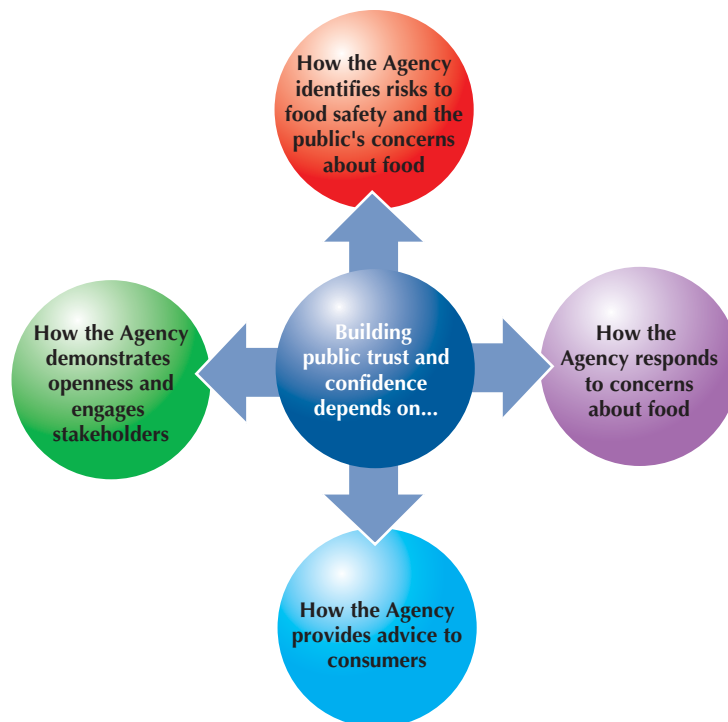 How the Agency
identifies risks to
food safety and the
public's concerns
about food
How the Agency
demonstrates
openness and
engages
stakeholders
Building
public trust and
confidence
depends on...
How the
Agency responds
to concerns
about food
How the Agency
provides advice to
consumers